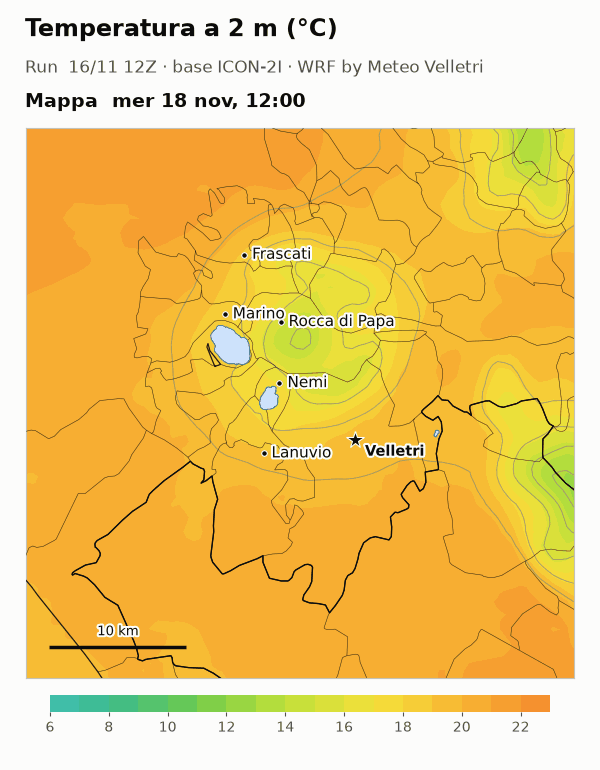 Temperatura a 2 m (°C)
Run  16/11 12Z · base ICON-2I · WRF by Meteo Velletri
Mappa  mer 18 nov, 12:00
Frascati
Marino
Rocca di Papa
Nemi
Velletri
Lanuvio
10 km
6 8 10 12 14 16 18 20 22